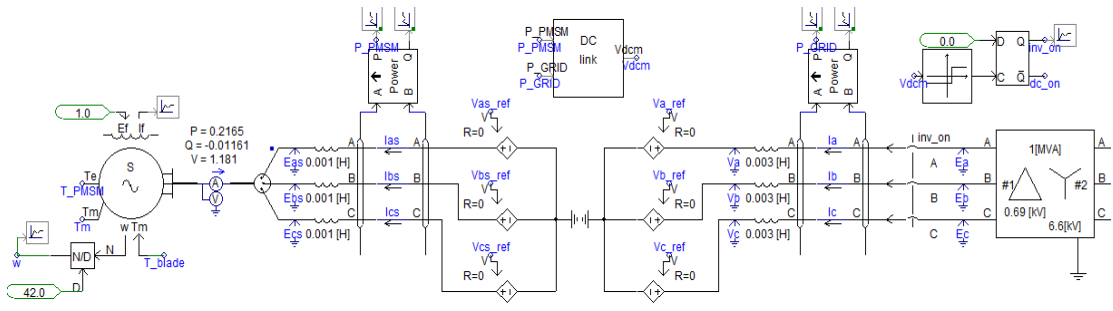 P_PMSM
P_PMSM
P_GRID
P_GRID
DC
link
Vdcm
Vdcm
P_PMSM
P_GRID
P Q
Power
A B
P Q
Power
A B
0.0
D Q
C Q
inv_on
dc_on
Vdcm
1.0
Ef If
P = 0.2165
Q = -0.01161
V = 1.181
S
Te
T_PMSM
Tm
Tm
w Tm
A
V
N
N/D
D
w
42.0
T_blade
Eas
0.001 [H]
A
Ias
A
Ebs
0.001 [H]
B
Ibs
B
Ecs
0.001 [H]
C
Ics
C
Vas_ref
V
R=0
Vbs_ref
V
R=0
Vcs_ref
V
R=0
Va_ref
V
R=0
Vb_ref
V
R=0
Vc_ref
V
R=0
Va
0.003 [H]
A
Ia
A
Vb
0.003 [H]
B
Ib
B
Vc
0.003 [H]
C
Ic
C
inv_on
A
B
C
Ea
Eb
Ec
A
B
C
1[MVA]
#1
#2
0.69 [kV]
6.6[kV]
A
B
C